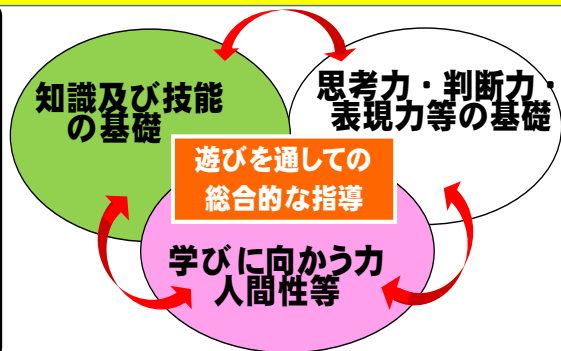 知識及び技能
の基礎
思考力・判断力・
表現力等の基礎
遊びを通しての
総合的な指導
学びに向かう力
人間性等